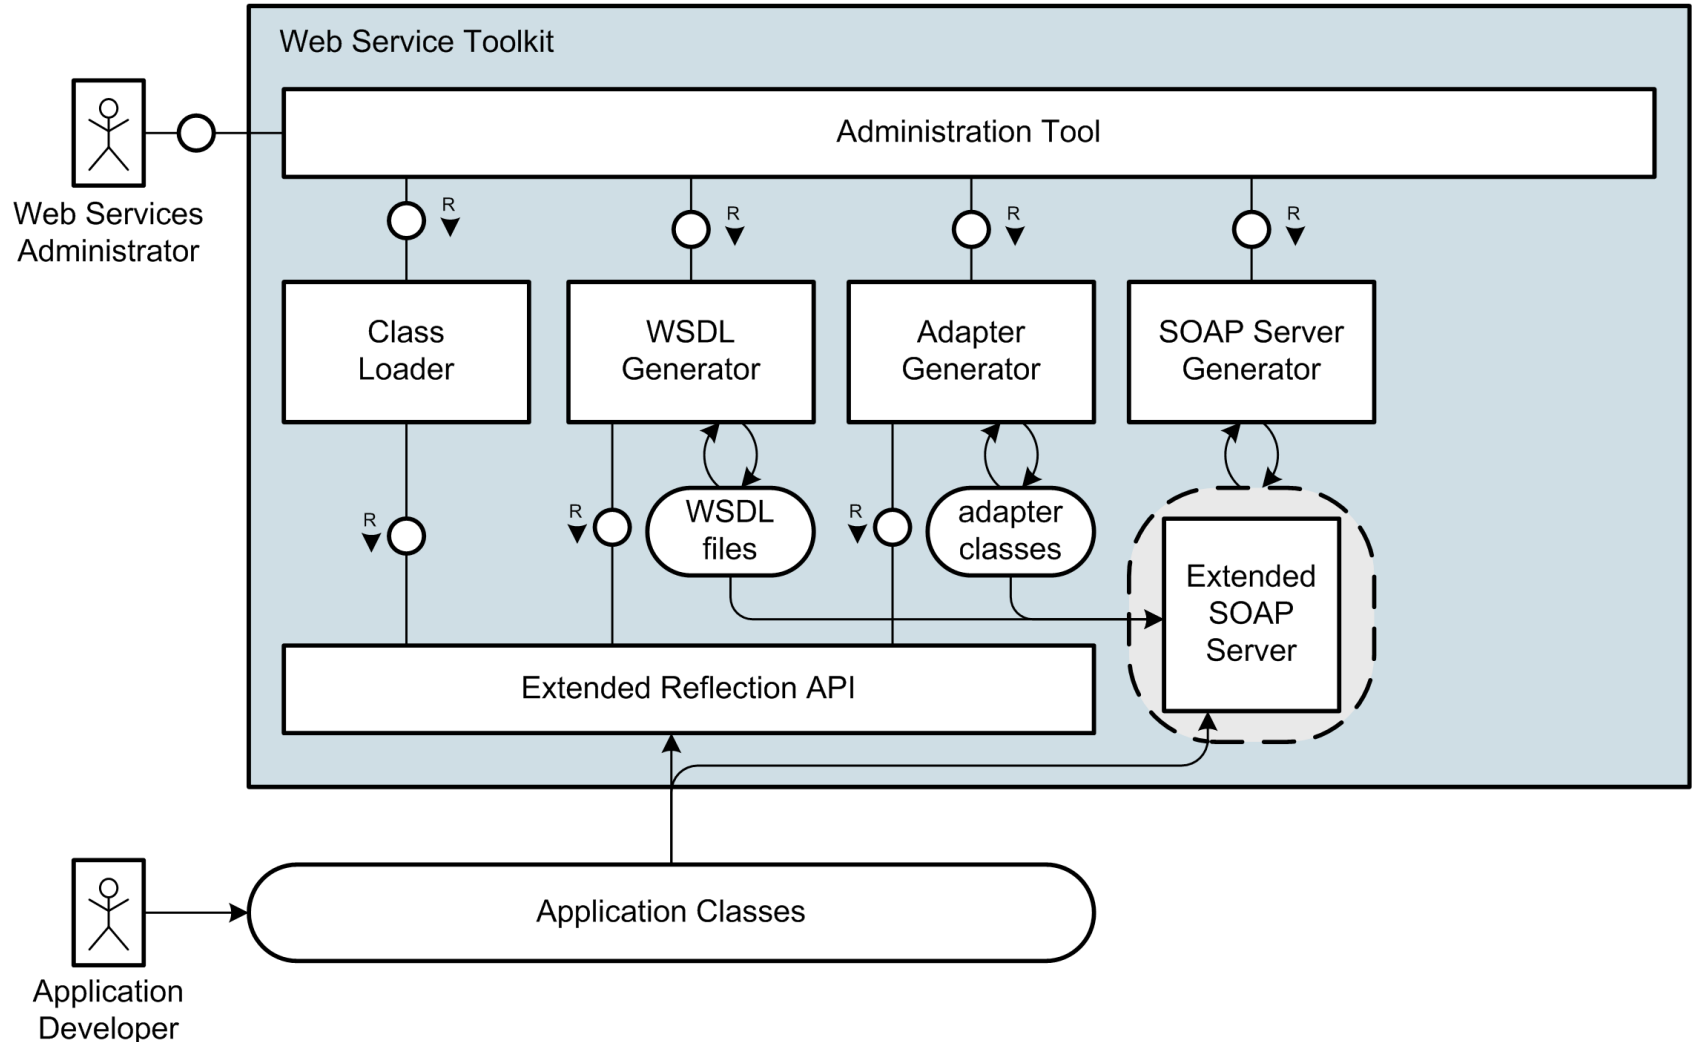 Web Service Toolkit
Administration Tool
Web Services
Administrator
R
R
R
R
Class
Loader
WSDL
Generator
Adapter
Generator
SOAP Server
Generator
R
R
R
WSDL
files
adapter
classes
Extended
SOAP
Server
Extended Reflection API
Application Classes
Application
Developer